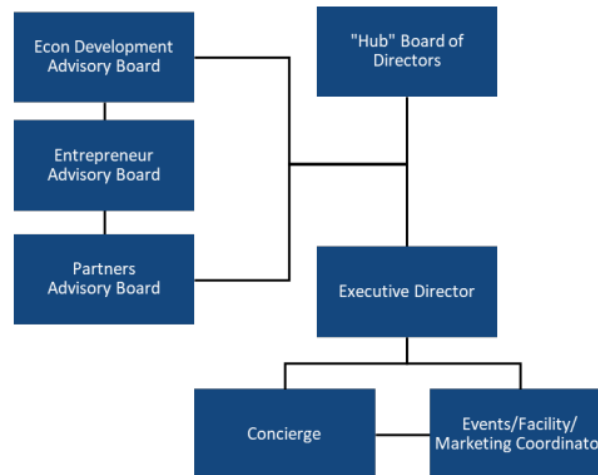 Econ Development
Advisory Board
"Hub" Board of
Directors
Entrepreneur
Advisory Board
Partners
Advisory Board
Executive Director
Concierge
Events/Facility/
Marketing Coordinato